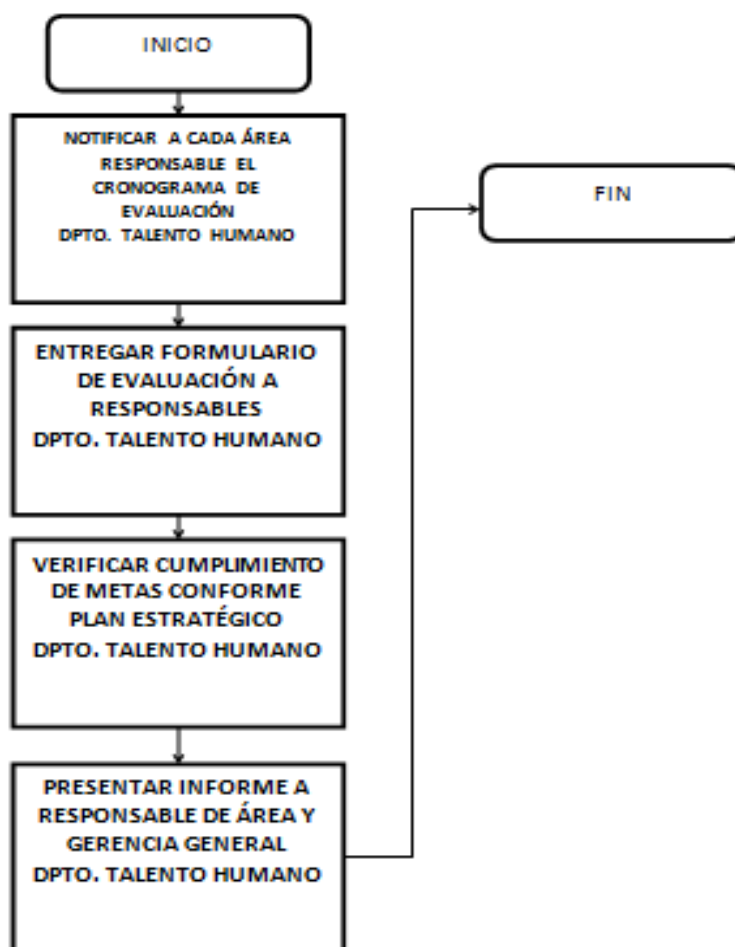 INICIO
NOTIFICAR A CADA ÁREA
RESPONSABLE EL
CRONOGRAMA DE
EVALUACIÓN
DPTO. TALENTO HUMANO
ENTREGAR FORMULARIO
DE EVALUACIÓN A
RESPONSABLES
DPTO. TALENTO HUMANO
VERIFICAR CUMPLIMIENTO
DE METAS CONFORME
PLAN ESTRATÉGICO
DPTO. TALENTO HUMANO
PRESENTAR INFORME A
RESPONSABLE DE ÁREA Y
GERENCIA GENERAL
DPTO. TALENTO HUMANO
FIN